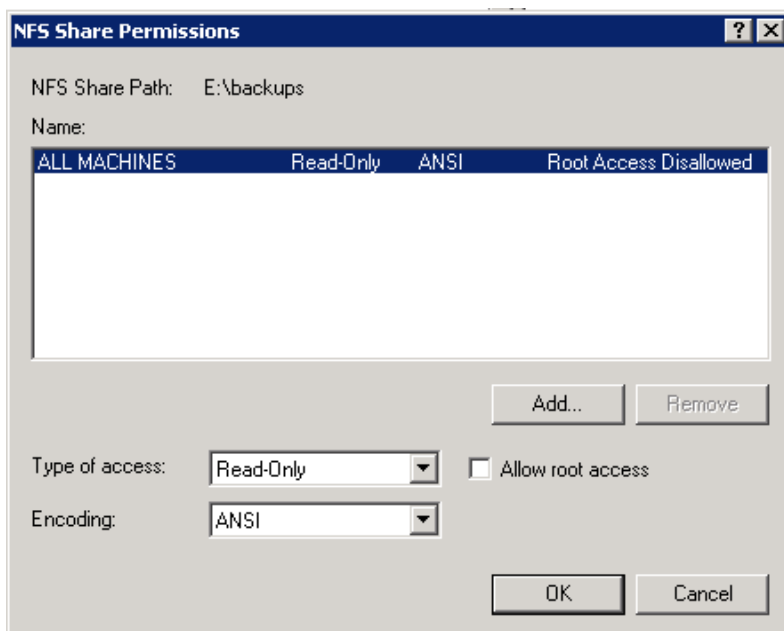 NFS Share Permissions
NFS Share Path: E:\backups
Name:
ALL MACHINES Read-Only ANSI Root Access Disallowed
Add... Remove
Type of access: Read-Only Allow root access
Encoding: ANSI
OK Cancel